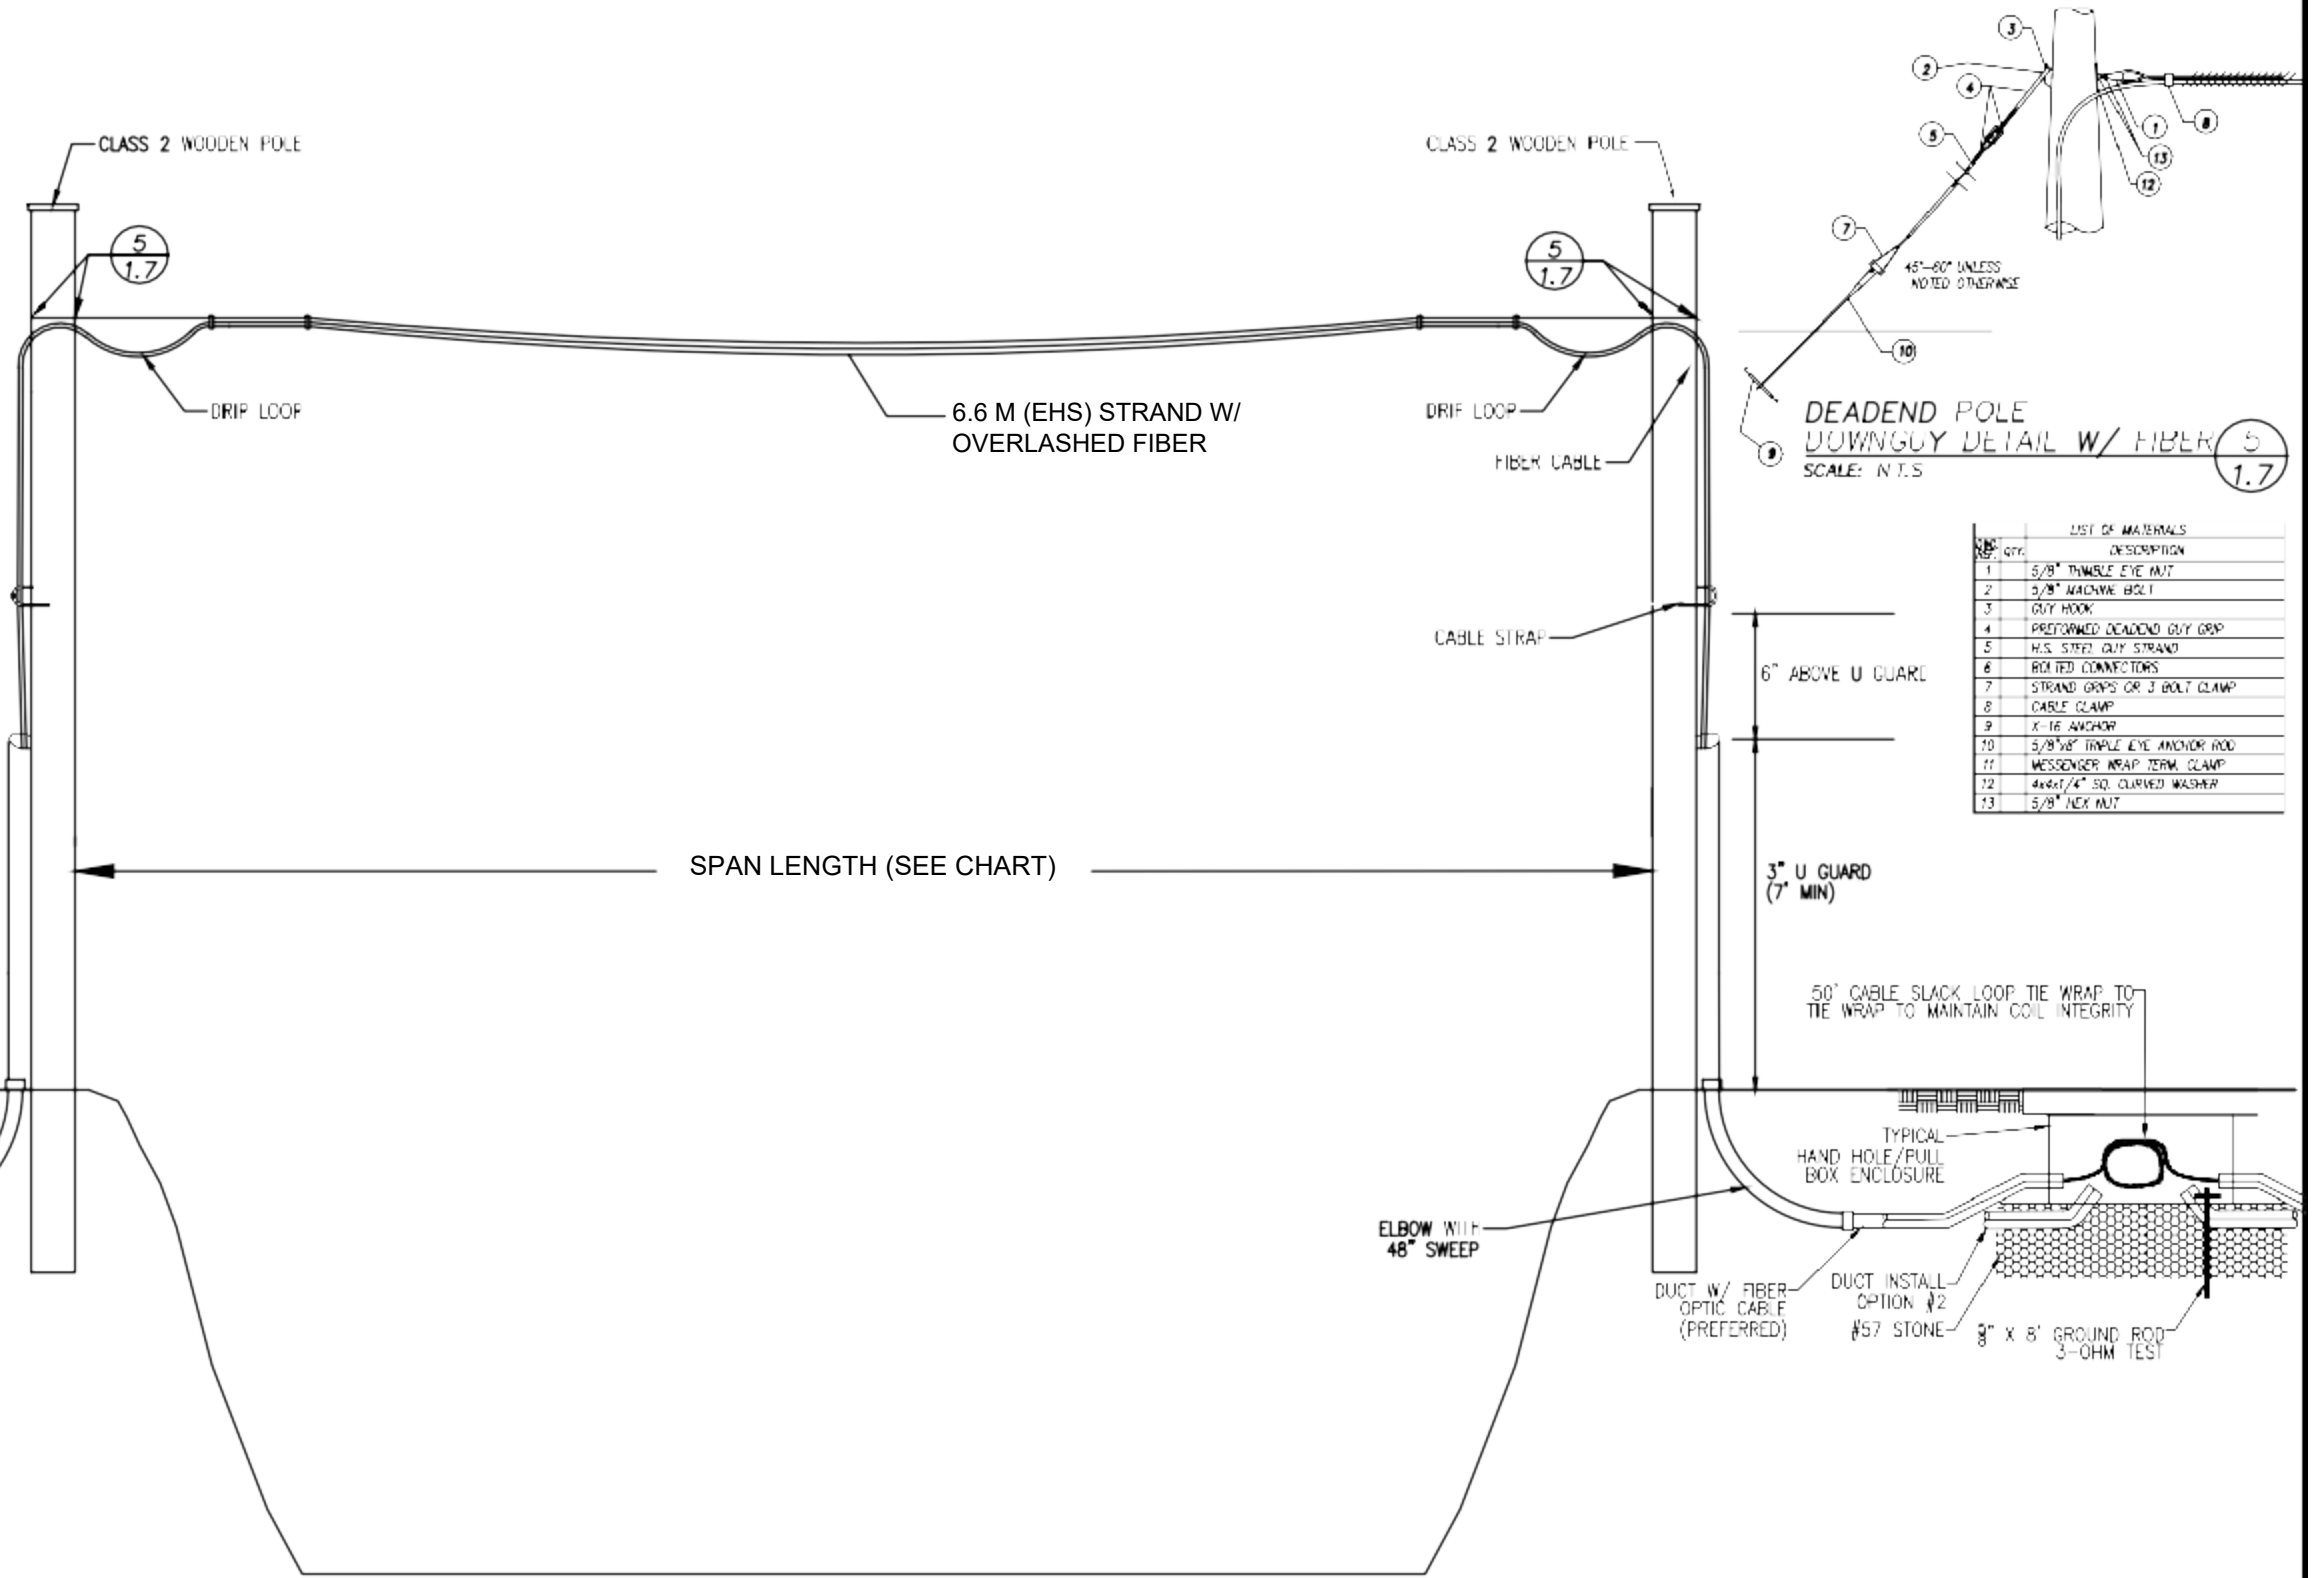 CLASS 2 WOODEN POLE
5
1.7
DRIP LOOP
6.6 M (EHS) STRAND W/
OVERLASHED FIBER
CLASS 2 WOODEN POLE
5
1.7
DRIP LOOP
FIBER CABLE
CABLE STRAP
6" ABOVE U GUARD
SPAN LENGTH (SEE CHART)
3" U GUARD
(7' MIN)
3
2
4
5
1
8
13
12
7
45°-60° UNLESS
NOTED OTHERWISE
10
9
DEADEND POLE
DOWNGUY DETAIL W/ FIBER
SCALE: N.T.S
5
1.7
LIST OF MATERIALS
QTY. DESCRIPTION
1 5/8" THIMBLE EYE NUT
2 5/8" MACHINE BOLT
3 GUY HOOK
4 PREFORMED DEADEND GUY GRIP
5 H.S. STEEL GUY STRAND
6 BOLTED CONNECTORS
7 STRAND GRIPS OR 3 BOLT CLAMP
8 CABLE CLAMP
9 X-16 ANCHOR
10 5/8"x8' TRIPLE EYE ANCHOR ROD
11 MESSENGER WRAP TERM. CLAMP
12 4x4x1/4" SQ. CURVED WASHER
13 5/8" HEX NUT
50' CABLE SLACK LOOP TIE WRAP TO
TIE WRAP TO MAINTAIN COIL INTEGRITY
TYPICAL
HAND HOLE/PULL
BOX ENCLOSURE
ELBOW WITH
48" SWEEP
DUCT W/ FIBER
OPTIC CABLE
(PREFERRED)
DUCT INSTALL
OPTION #2
#57 STONE
X 8' GROUND ROD
3-OHM TEST